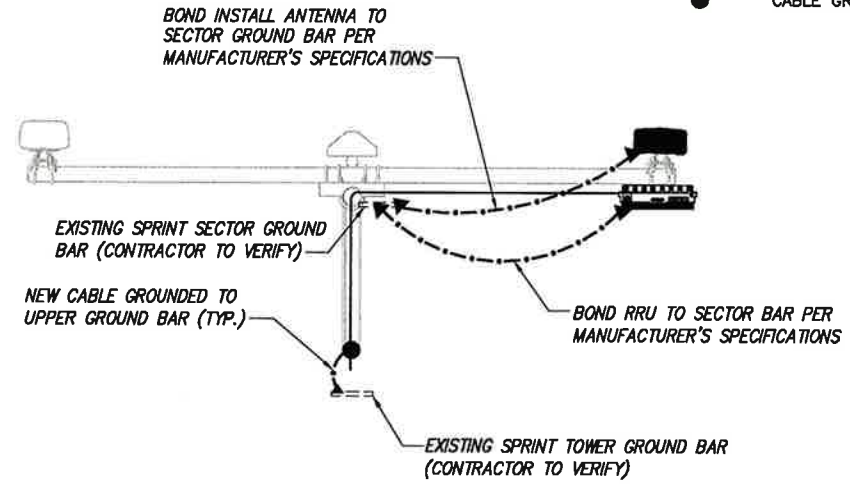 BOND INSTALL ANTENNA TO
SECTOR GROUND BAR PER
MANUFACTURER'S SPECIFICATIONS
CABLE
EXISTING SPRINT SECTOR GROUND
BAR (CONTRACTOR TO VERIFY)
NEW CABLE GROUNDED TO
UPPER GROUND BAR (TYP.)
BOND RRU TO SECTOR BAR PER
MANUFACTURER'S SPECIFICATIONS
EXISTING SPRINT TOWER GROUND BAR
(CONTRACTOR TO VERIFY)